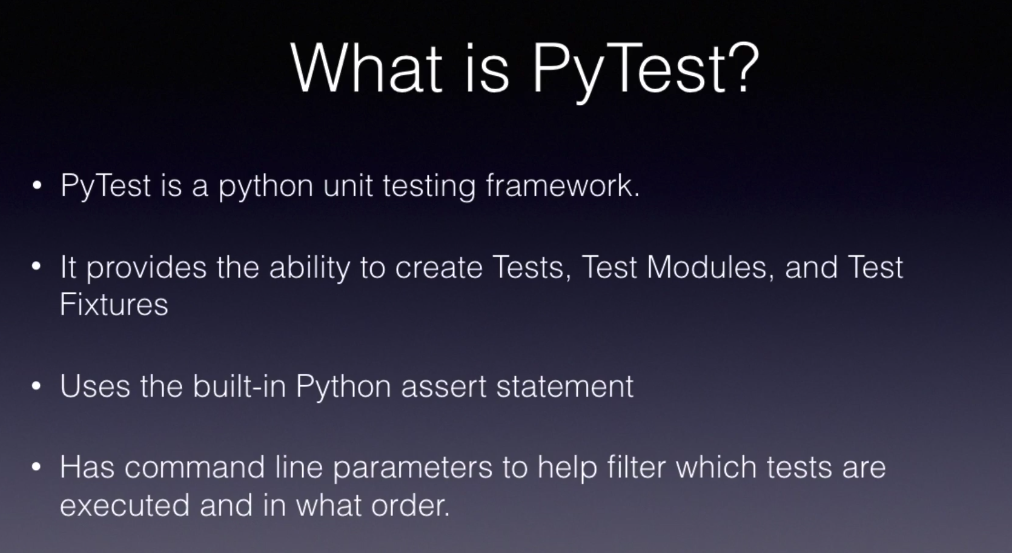 What is PyTest?
• PyTest is a python unit testing framework.
• It provides the ability to create Tests, Test Modules, and Test
Fixtures
• Uses the built-in Python assert statement
• Has command line parameters to help filter which tests are
executed and in what order.